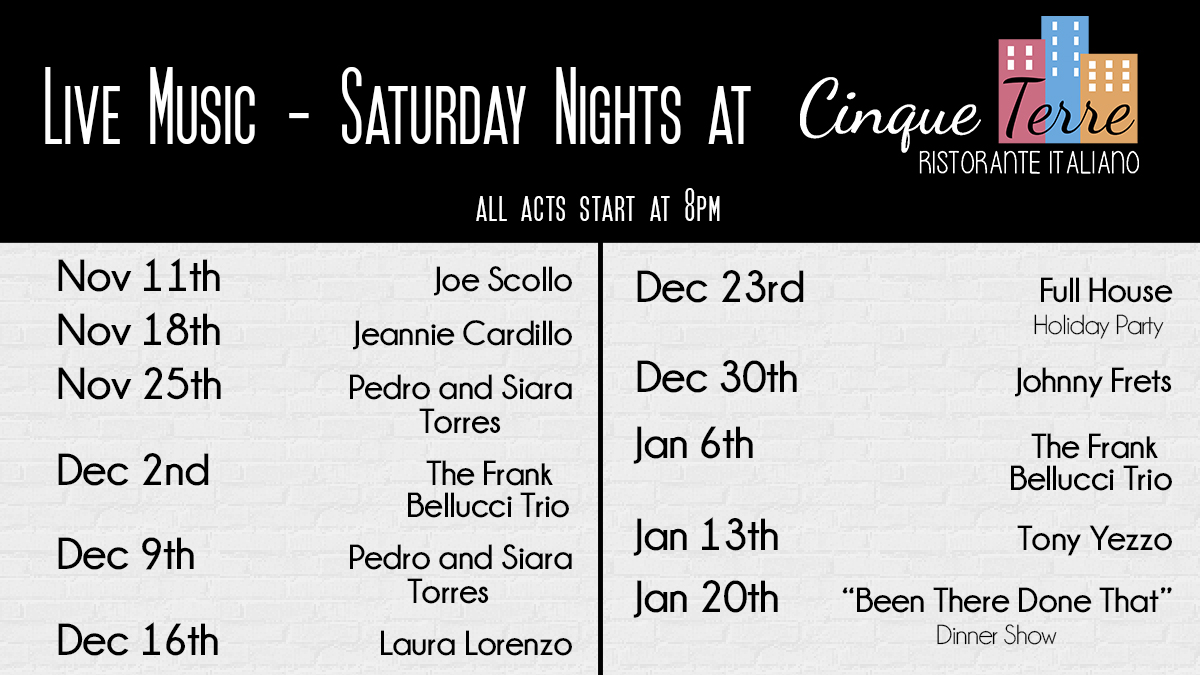 Live Music - Saturday Nights at Cinque Terre
RISTORANTE ITALIANO
ALL ACTS START AT 8PM
Nov 11th Joe Scollo
Nov 18th Jeannie Cardillo
Nov 25th Pedro and Siara
Torres
Dec 2nd The Frank
Bellucci Trio
Dec 9th Pedro and Siara
Torres
Dec 16th Laura Lorenzo
Dec 23rd Full House
Holiday Party
Dec 30th Johnny Frets
Jan 6th The Frank
Bellucci Trio
Jan 13th Tony Yezzo
Jan 20th “Been There Done That”
Dinner Show